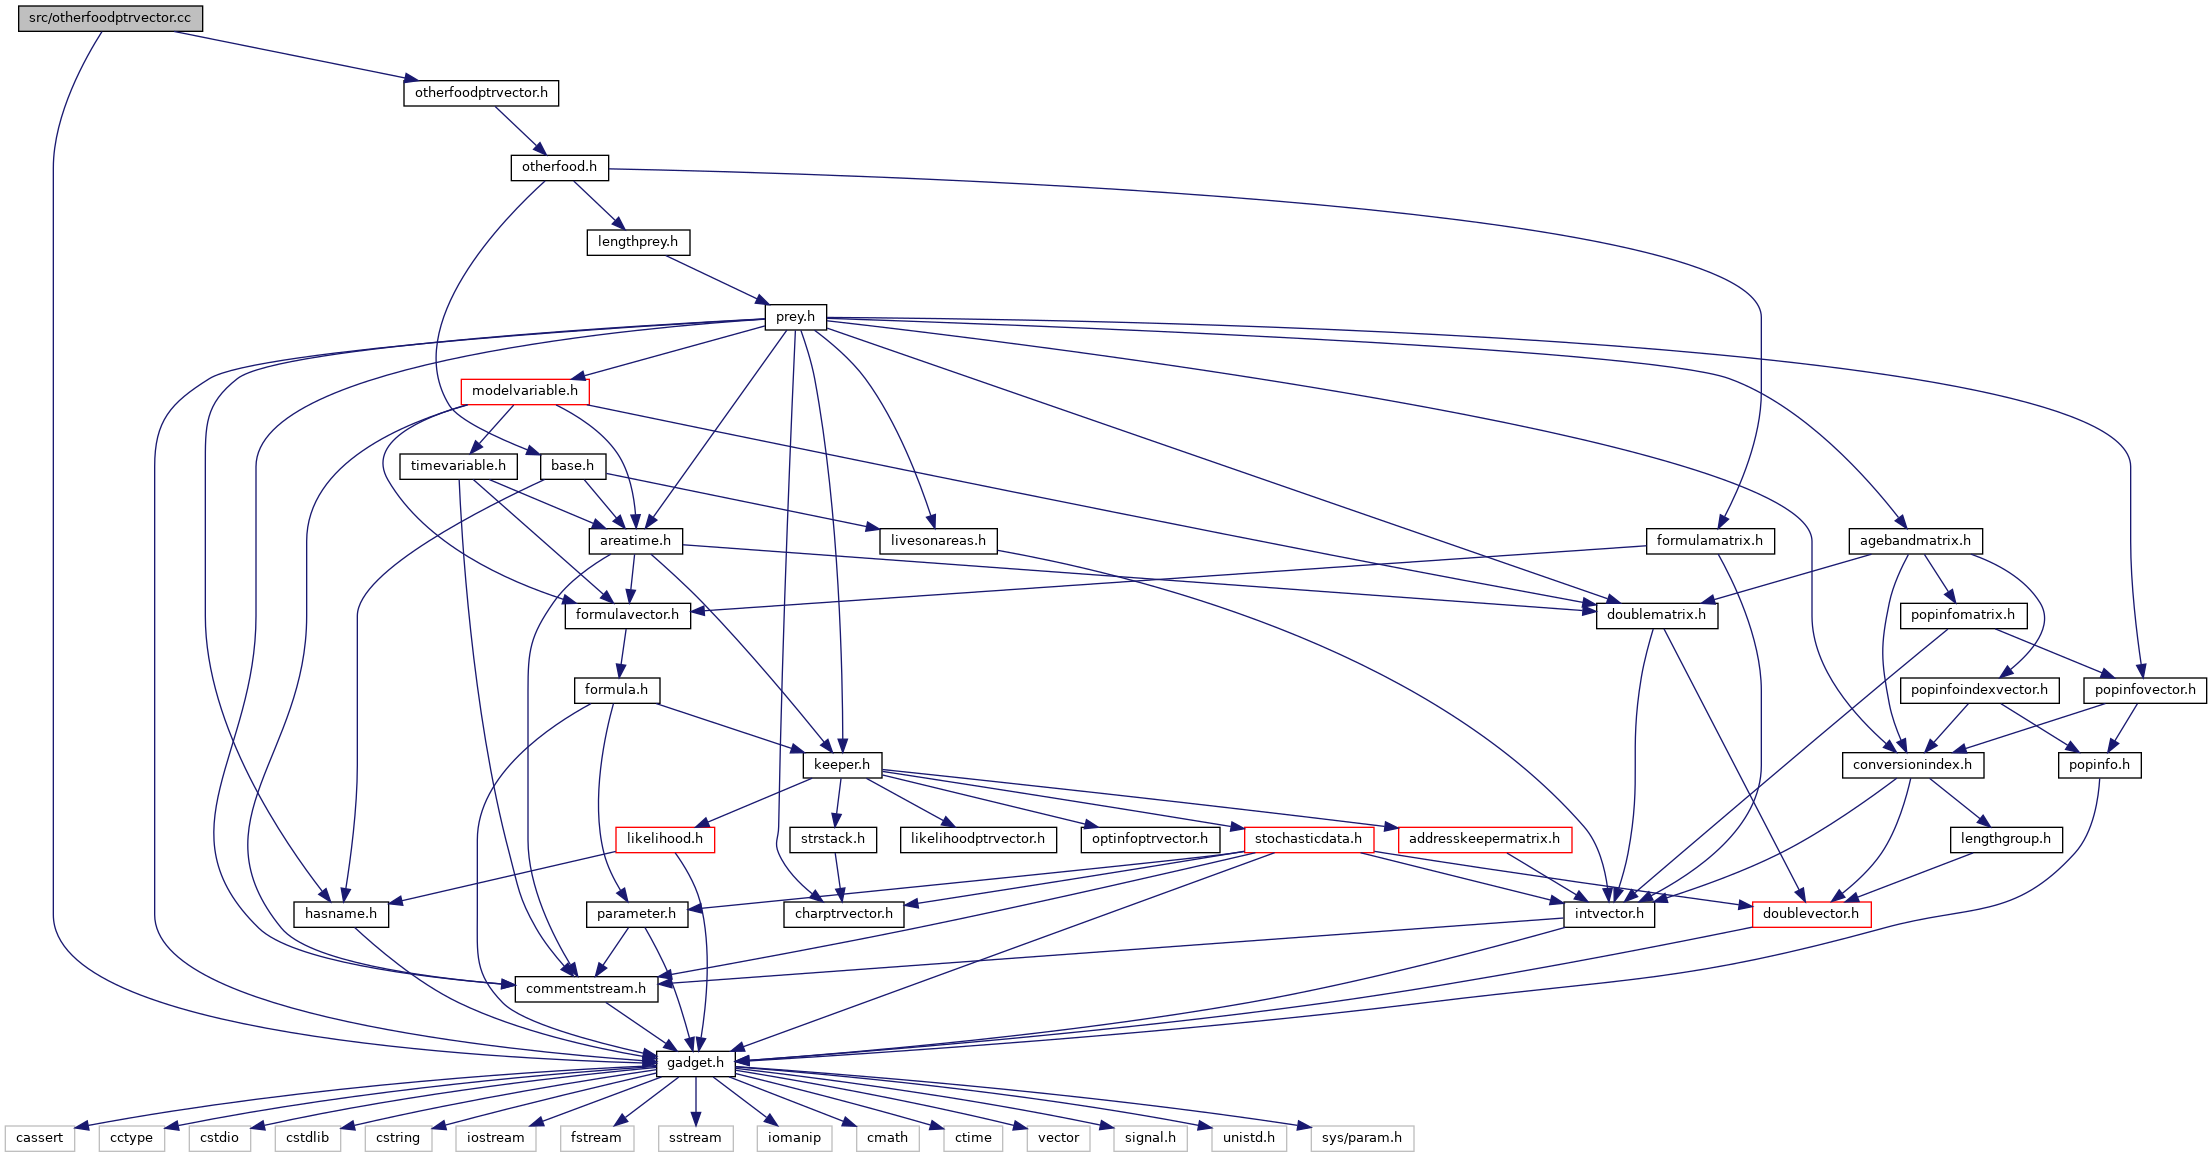 src/otherfoodptrvector.cc
otherfoodptrvector.h
otherfood.h
lengthprey.h
prey.h
modelvariable.h
timevariable.h
base.h
areatime.h
livesonareas.h
formulamatrix.h
agebandmatrix.h
formulavector.h
doublematrix.h
popinfomatrix.h
formula.h
popinfoindexvector.h
popinfovector.h
keeper.h
conversionindex.h
popinfo.h
likelihood.h
strstack.h
likelihoodptrvector.h
optinfoptrvector.h
stochasticdata.h
addresskeepermatrix.h
lengthgroup.h
hasname.h
parameter.h
charptrvector.h
intvector.h
doublevector.h
commentstream.h
gadget.h
cassert
cctype
cstdio
cstdlib
cstring
iostream
fstream
sstream
iomanip
cmath
ctime
vector
signal.h
unistd.h
sys/param.h